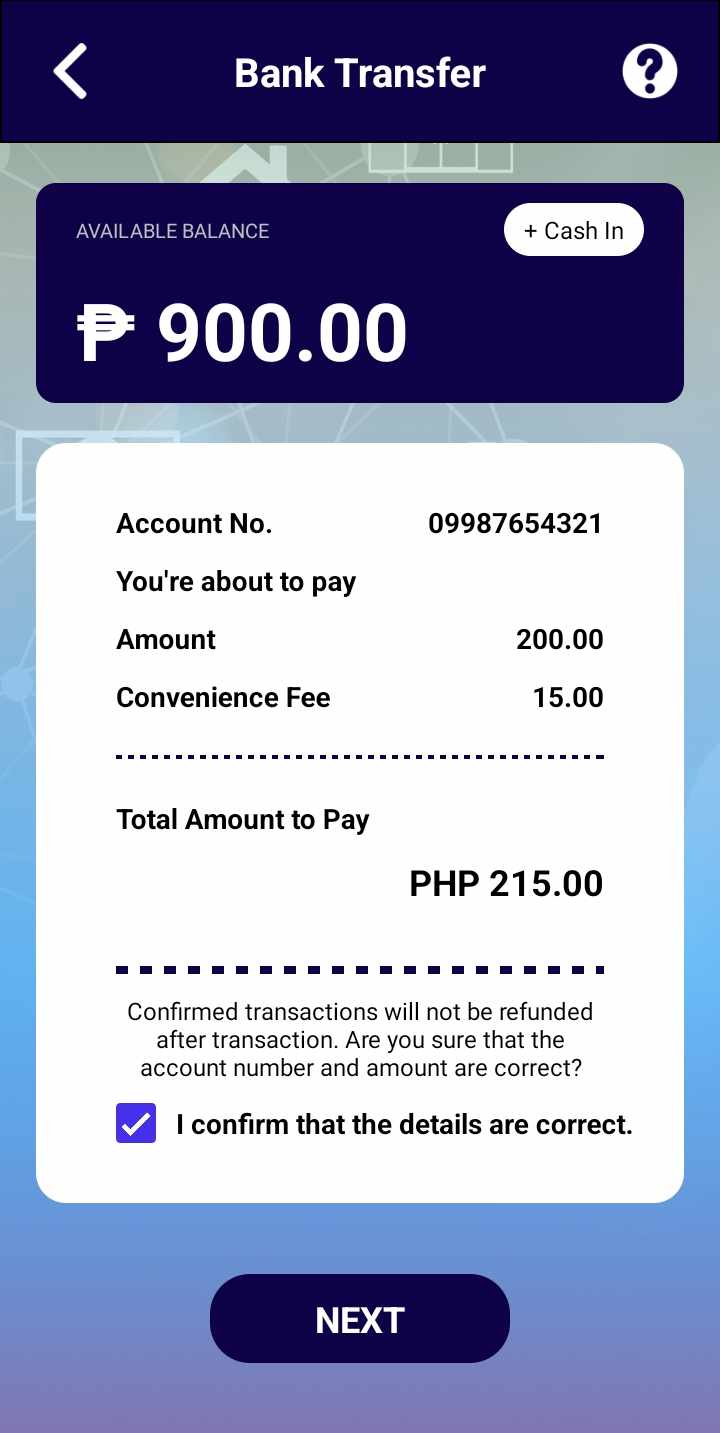 Bank Transfer
AVAILABLE BALANCE
+ Cash In
₱ 900.00
Account No. 09987654321
You're about to pay
Amount 200.00
Convenience Fee 15.00
Total Amount to Pay
PHP 215.00
Confirmed transactions will not be refunded
after transaction. Are you sure that the
account number and amount are correct?
I confirm that the details are correct.
NEXT